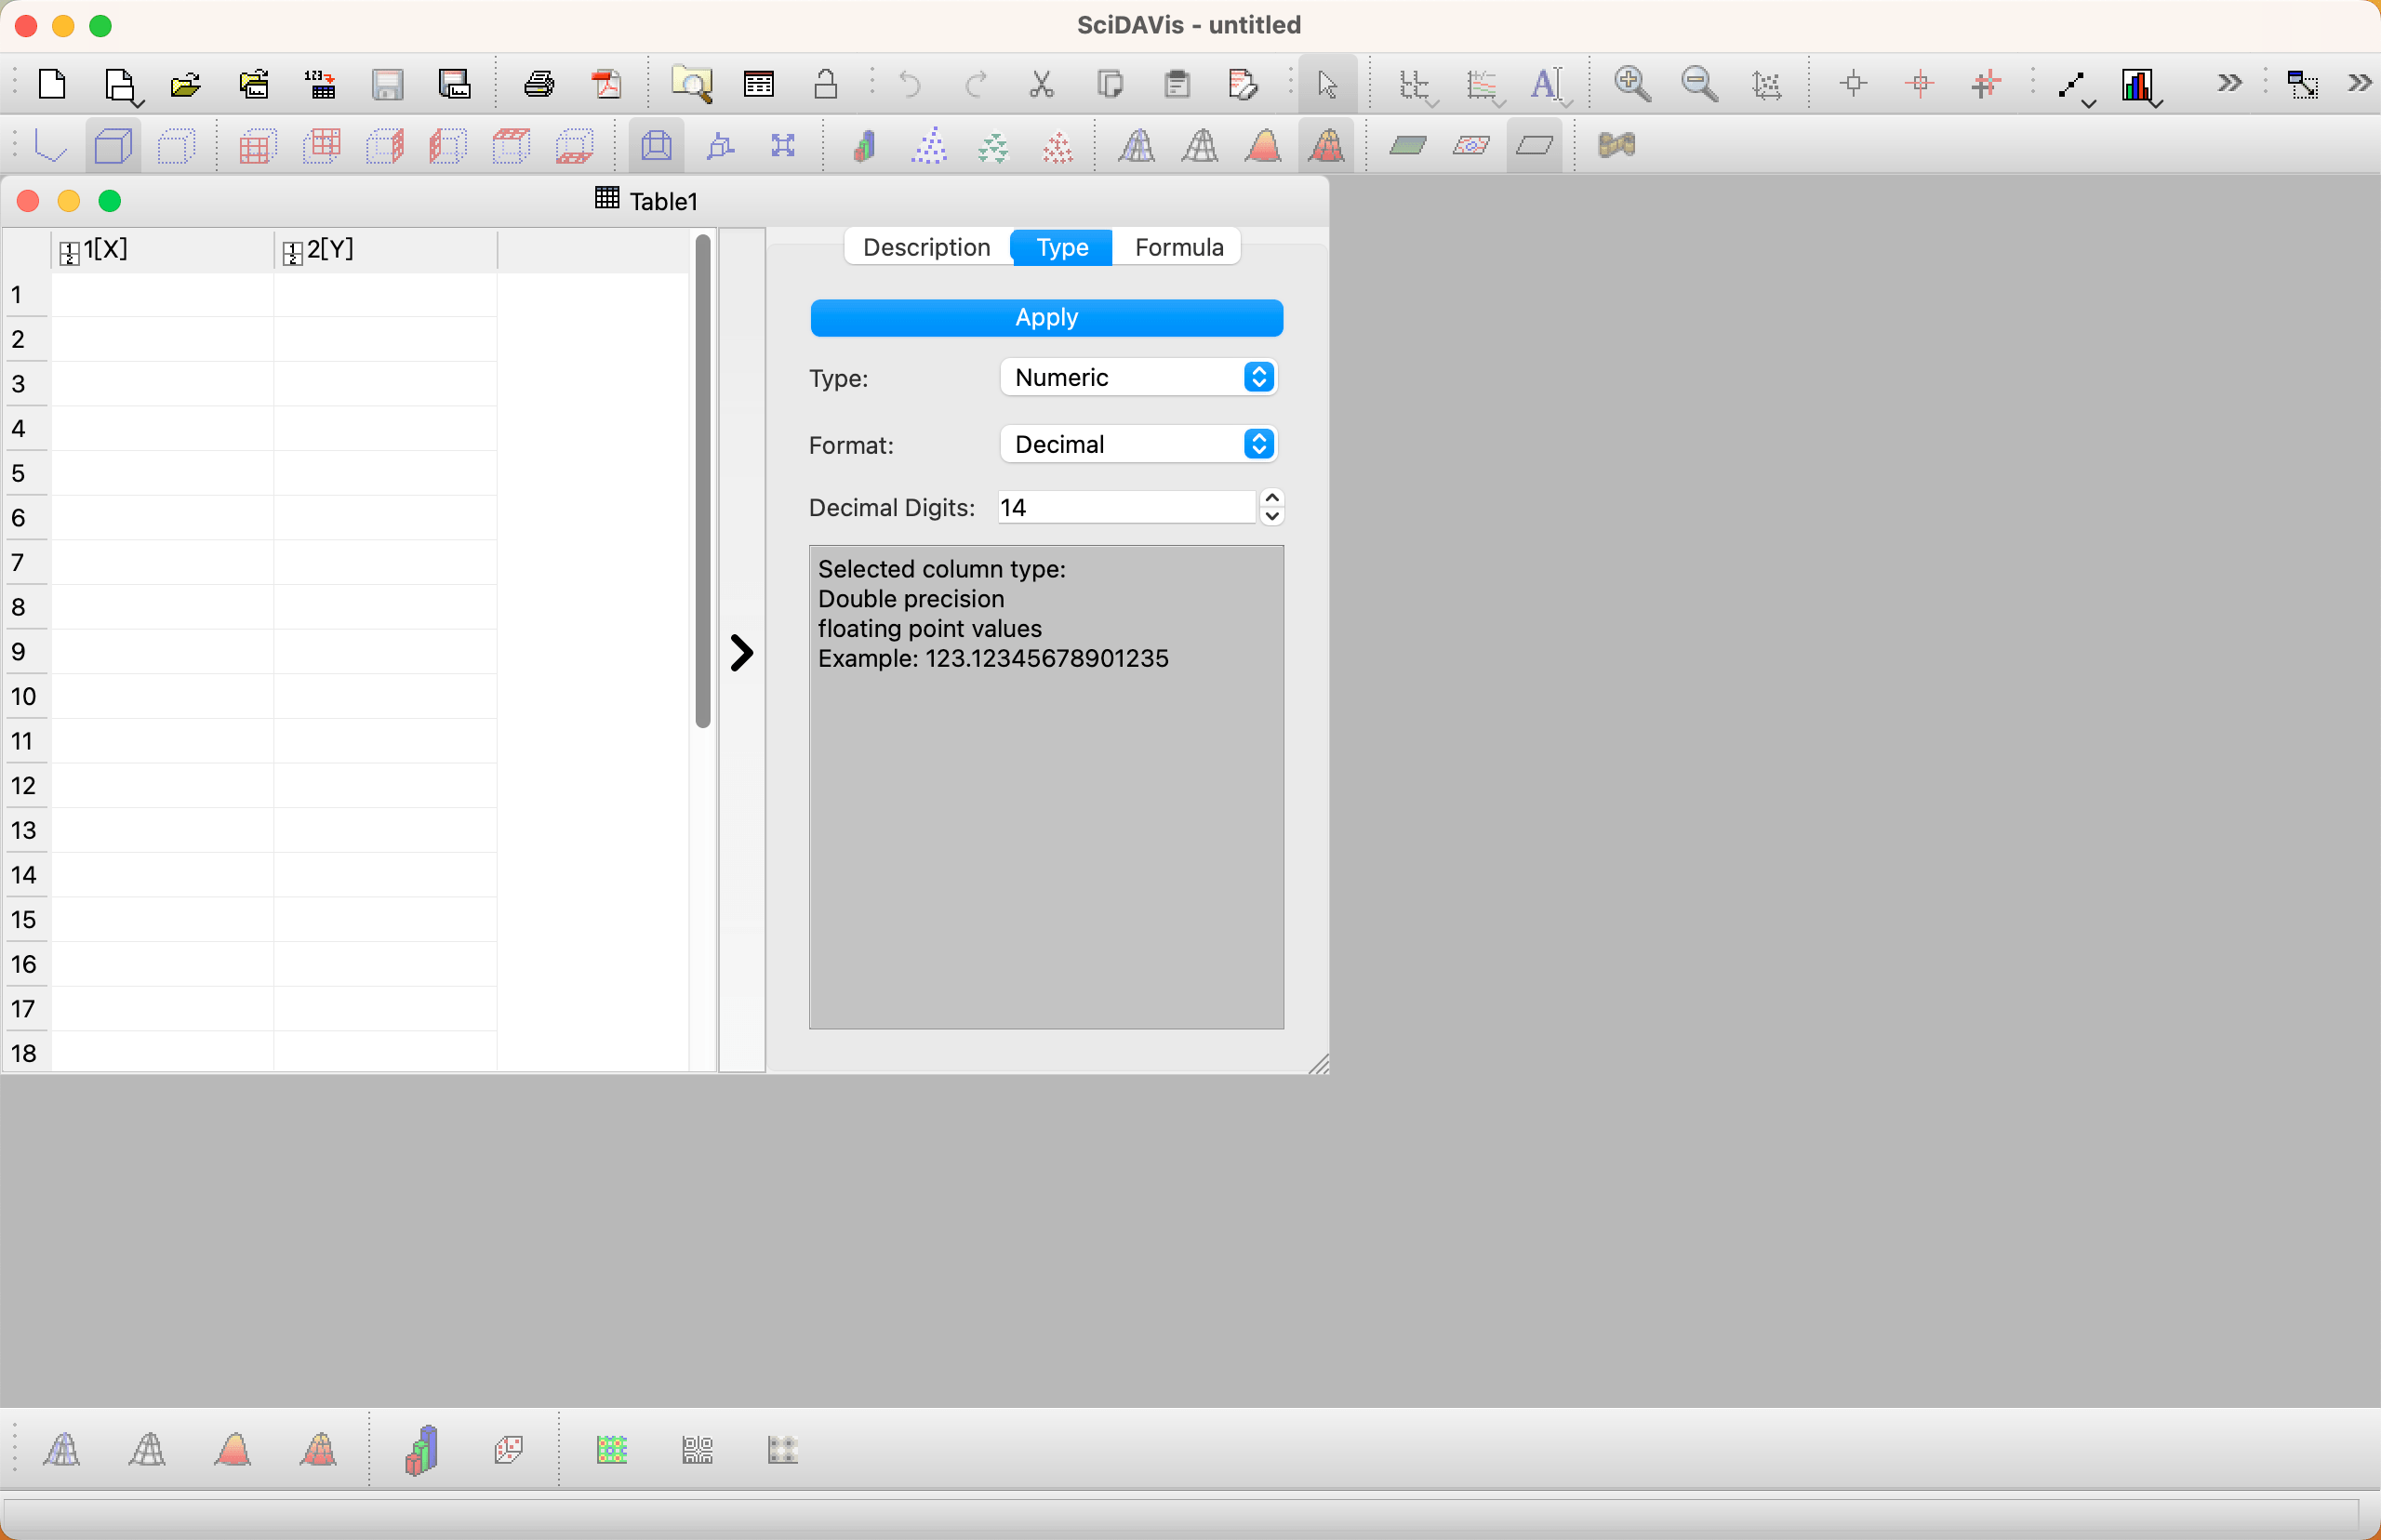 SciDAVis - untitled
Table1
1[X]
2[Y]
1
2
3
4
5
6
7
8
9
10
11
12
13
14
15
16
17
18
Description
Type
Formula
Apply
Type:
Numeric
Format:
Decimal
Decimal Digits:
14
Selected column type:
Double precision
floating point values
Example: 123.12345678901235